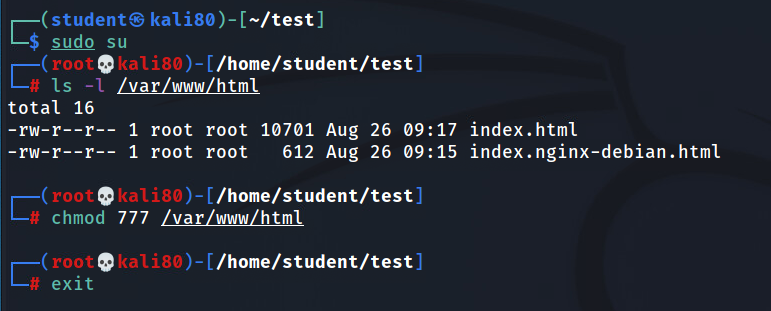 ┌──(student㉿kali80)-[~/test]
└─$ sudo su
┌──(root💀kali80)-[/home/student/test]
└─# ls -l /var/www/html
total 16
-rw-r--r-- 1 root root 10701 Aug 26 09:17 index.html
-rw-r--r-- 1 root root   612 Aug 26 09:15 index.nginx-debian.html
┌──(root💀kali80)-[/home/student/test]
└─# chmod 777 /var/www/html
┌──(root💀kali80)-[/home/student/test]
└─# exit